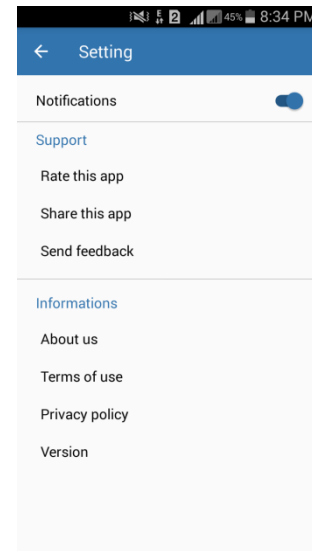 E 2 45% 8:34 PM
Setting
Notifications
Support
Rate this app
Share this app
Send feedback
Informations
About us
Terms of use
Privacy policy
Version